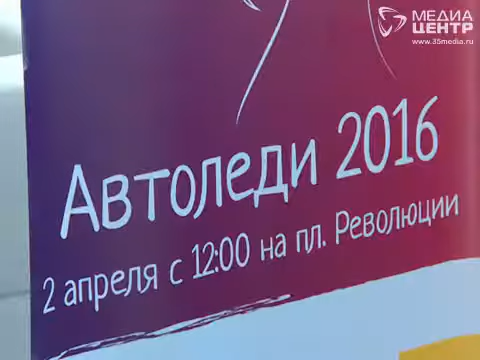 МЕДИА
ЦЕНТР
www.35media.ru
Автоледи 2016
2 апреля с 12:00 на пл. Революции